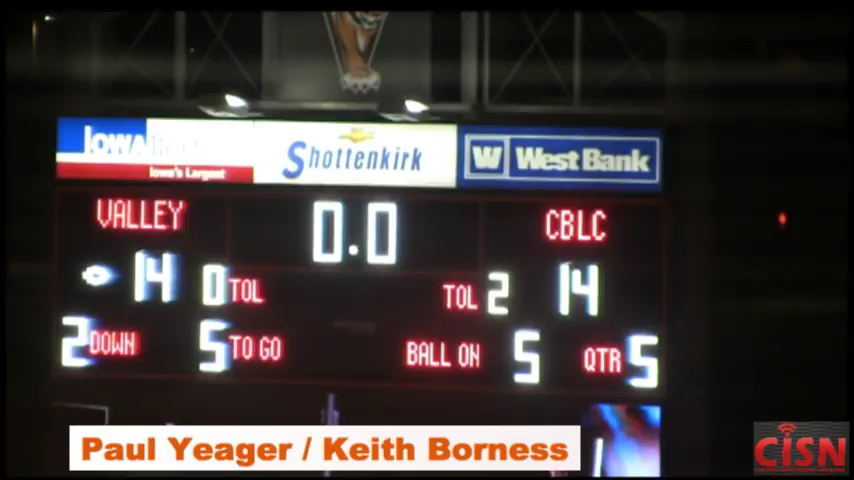 Iowa
Iowa's Largest
Shottenkirk
W West Bank
VALLEY
0.0
CBLC
14
0 TOL
TOL 2
14
2 DOWN
5 TO GO
BALL ON 5
QTR 5
Paul Yeager / Keith Borness
CISN